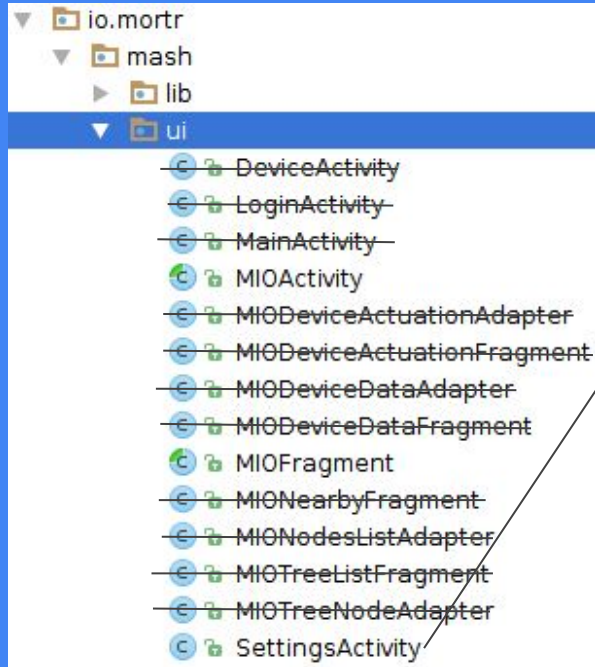 io.mortr
mash
lib
ui
DeviceActivity
LoginActivity
MainActivity
MIOActivity
MIODeviceActuationAdapter
MIODeviceActuationFragment
MIODeviceDataAdapter
MIODeviceDataFragment
MIOFragment
MIONearbyFragment
MIONodesListAdapter
MIOTreeListFragment
MIOTreeNodeAdapter
SettingsActivity